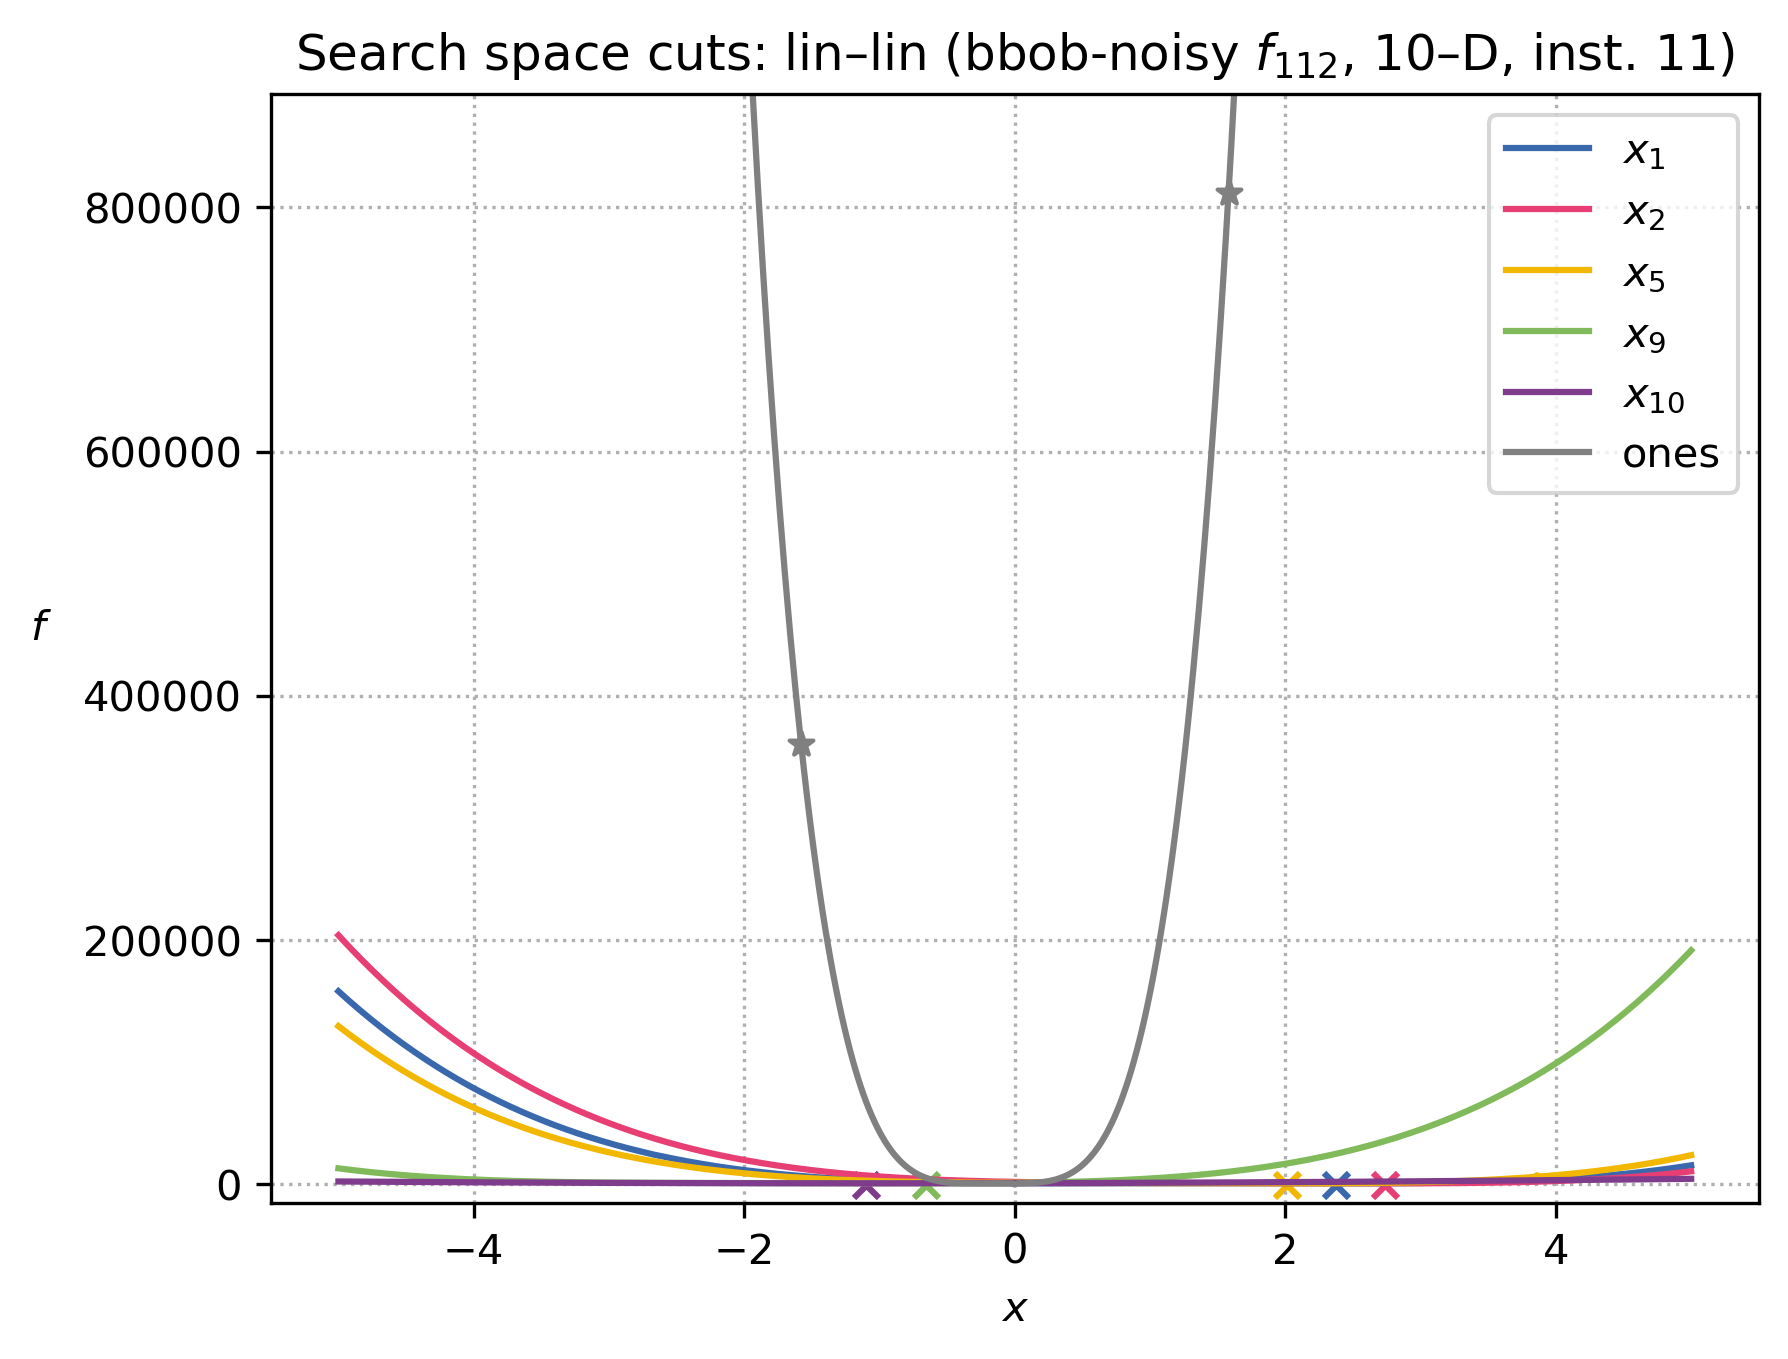 Search space cuts: lin–lin (bbob-noisy f₁₁₂, 10–D, inst. 11)
x₁
x₂
x₅
x₉
x₁₀
ones
800000
600000
400000
200000
0
f
−4 −2 0 2 4
x